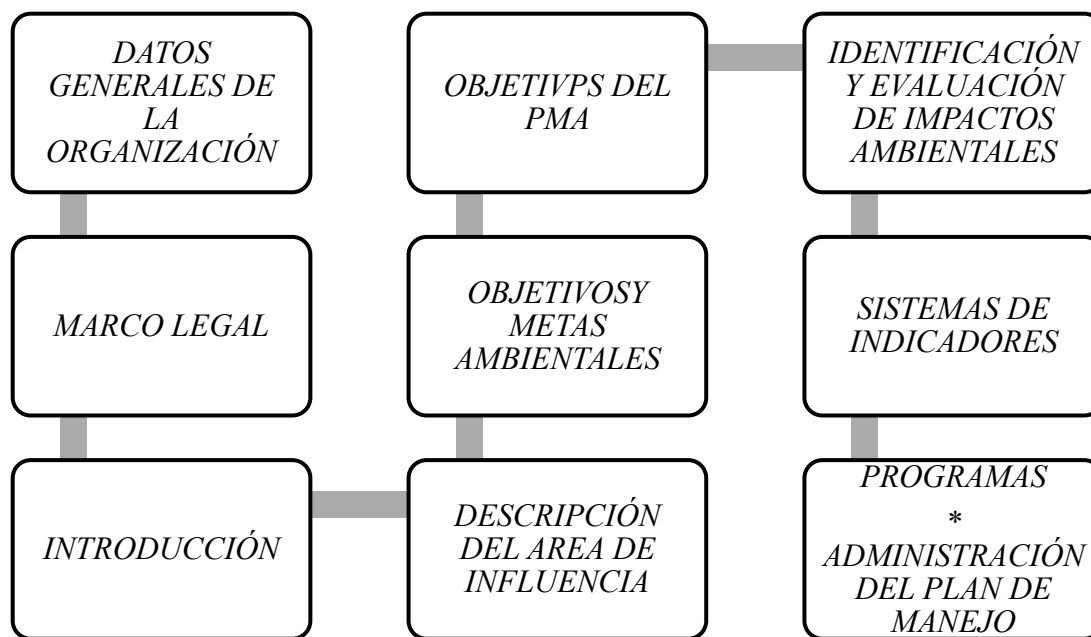 DATOS
GENERALES DE
LA
ORGANIZACIÓN
MARCO LEGAL
INTRODUCCIÓN
DESCRIPCIÓN
DEL AREA DE
INFLUENCIA
OBJETIVOSY
METAS
AMBIENTALES
OBJETIVPS DEL
PMA
IDENTIFICACIÓN
Y EVALUACIÓN
DE IMPACTOS
AMBIENTALES
SISTEMAS DE
INDICADORES
PROGRAMAS
*
ADMINISTRACIÓN
DEL PLAN DE
MANEJO